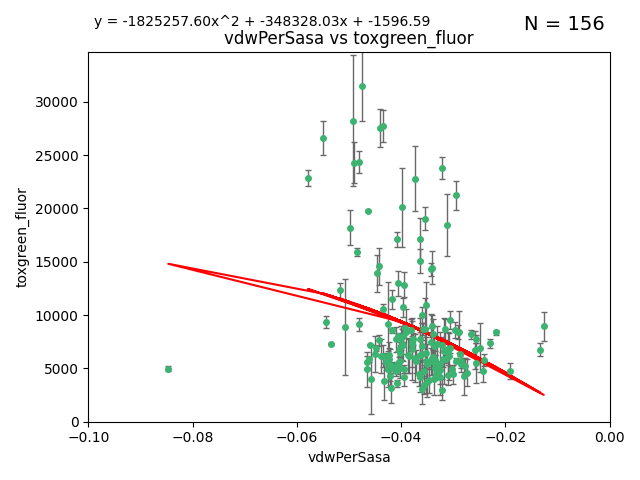 y = -1825257.60x^2 + -348328.03x + -1596.59
N = 156
vdwPerSasa vs toxgreen_fluor
toxgreen_fluor
30000
25000
20000
15000
10000
5000
0
−0.10
−0.08
−0.06
−0.04
−0.02
0.00
vdwPerSasa